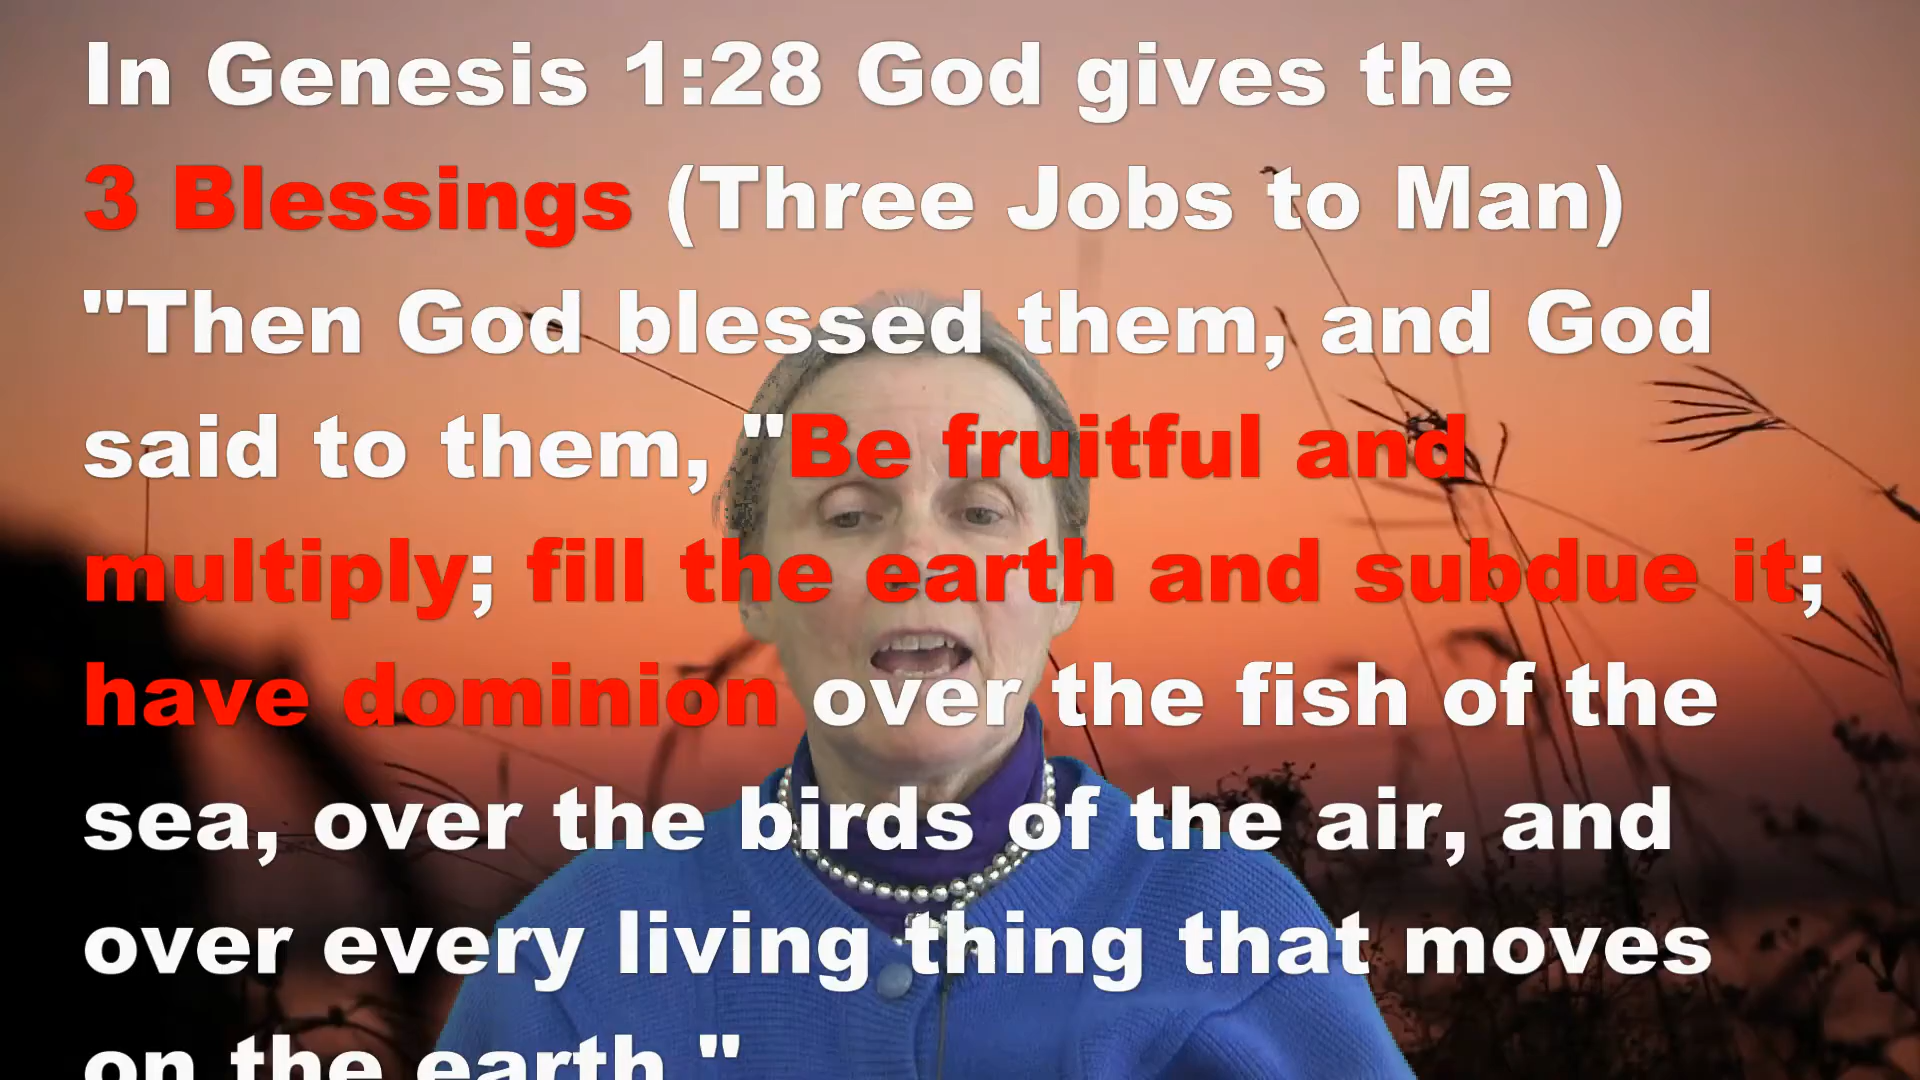 In Genesis 1:28 God gives the
3 Blessings (Three Jobs to Man)
"Then God blessed them, and God
said to them, "Be fruitful and
multiply; fill the earth and subdue it;
have dominion over the fish of the
sea, over the birds of the air, and
over every living thing that moves
on the earth."